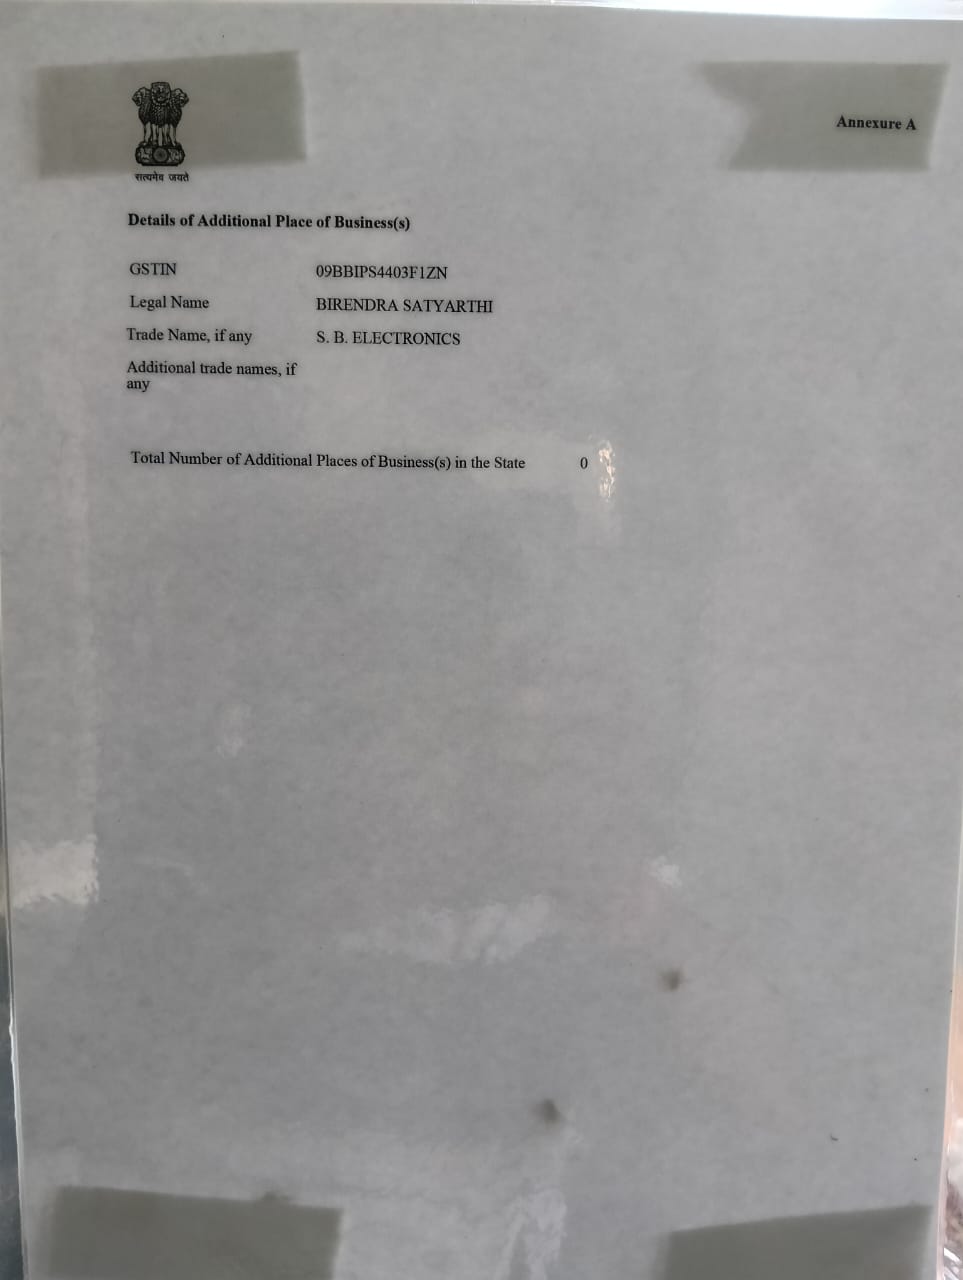 Annexure A
सत्यमेव जयते
Details of Additional Place of Business(s)
GSTIN 09BBIPS4403F1ZN
Legal Name BIRENDRA SATYARTHI
Trade Name, if any S. B. ELECTRONICS
Additional trade names, if
any
Total Number of Additional Places of Business(s) in the State 0